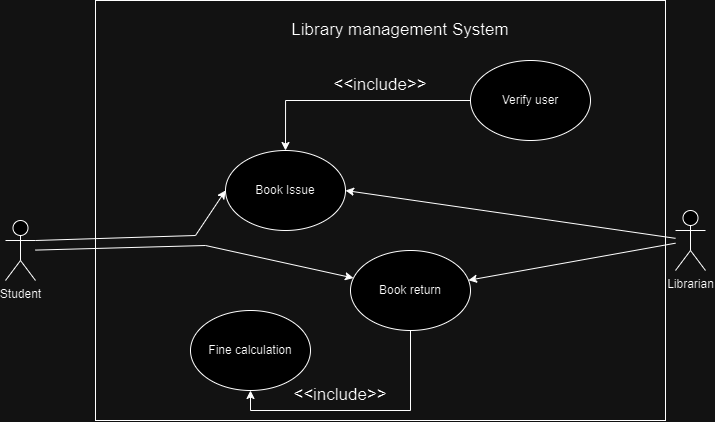 Library management System
<<include>>
Verify user
Book Issue
Student
Librarian
Book return
Fine calculation
<<include>>